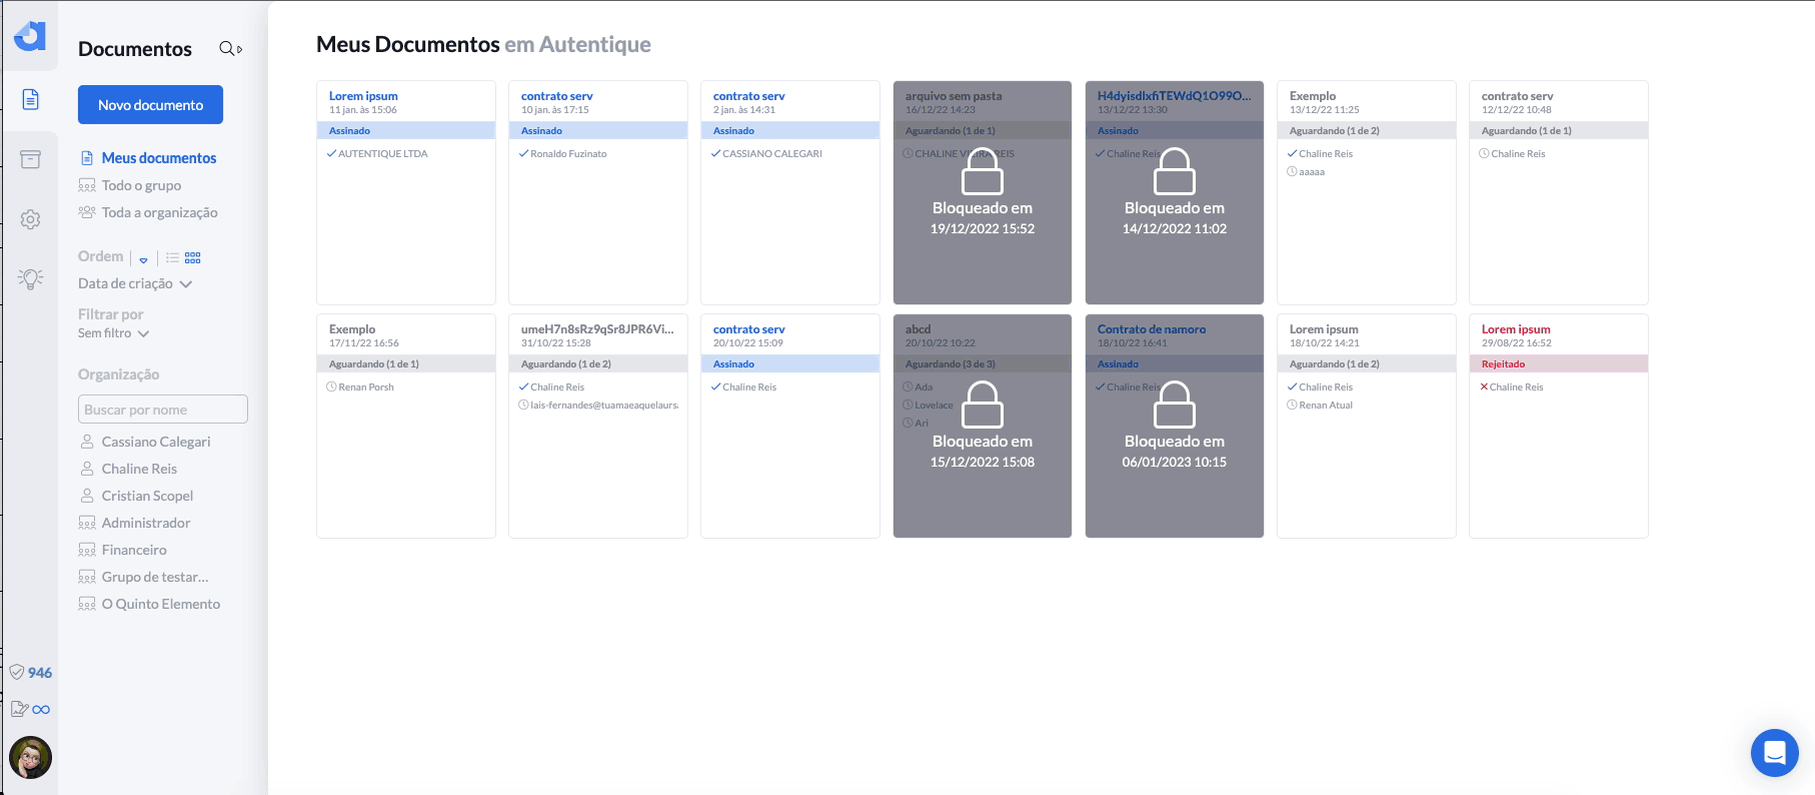 Documentos
Novo documento
Meus documentos
Todo o grupo
Toda a organização
Ordem
Data de criação
Filtrar por
Sem filtro
Organização
Buscar por nome
Cassiano Calegari
Chaline Reis
Cristian Scopel
Administrador
Financeiro
Grupo de testar...
O Quinto Elemento
946
Meus Documentos em Autentique
Lorem ipsum
11 jan. às 15:06
Assinado
AUTENTIQUE LTDA
contrato serv
10 jan. às 17:15
Assinado
Ronaldo Fuzinato
contrato serv
2 jan. às 14:31
Assinado
CASSIANO CALEGARI
arquivo sem pasta
16/12/22 14:23
Aguardando (1 de 1)
CHALINE VIEIRA REIS
Bloqueado em
19/12/2022 15:52
H4dyisdlxfiTEWdQ1O99O...
13/12/22 13:30
Assinado
Chaline Reis
Bloqueado em
14/12/2022 11:02
Exemplo
13/12/22 11:25
Aguardando (1 de 2)
Chaline Reis
aaaaa
contrato serv
12/12/22 10:48
Aguardando (1 de 1)
Chaline Reis
Exemplo
17/11/22 16:56
Aguardando (1 de 1)
Renan Porsh
umeH7n8sRz9qSr8JPR6Vi...
31/10/22 15:28
Aguardando (1 de 2)
Chaline Reis
lais-fernandes@tuamaeaquelaurs
contrato serv
20/10/22 15:09
Assinado
Chaline Reis
abcd
20/10/22 10:22
Aguardando (3 de 3)
Ada
Lovelace
Ari
Bloqueado em
15/12/2022 15:08
Contrato de namoro
18/10/22 16:41
Assinado
Chaline Reis
Bloqueado em
06/01/2023 10:15
Lorem ipsum
18/10/22 14:21
Aguardando (1 de 2)
Chaline Reis
Renan Atual
Lorem ipsum
29/08/22 16:52
Rejeitado
Chaline Reis